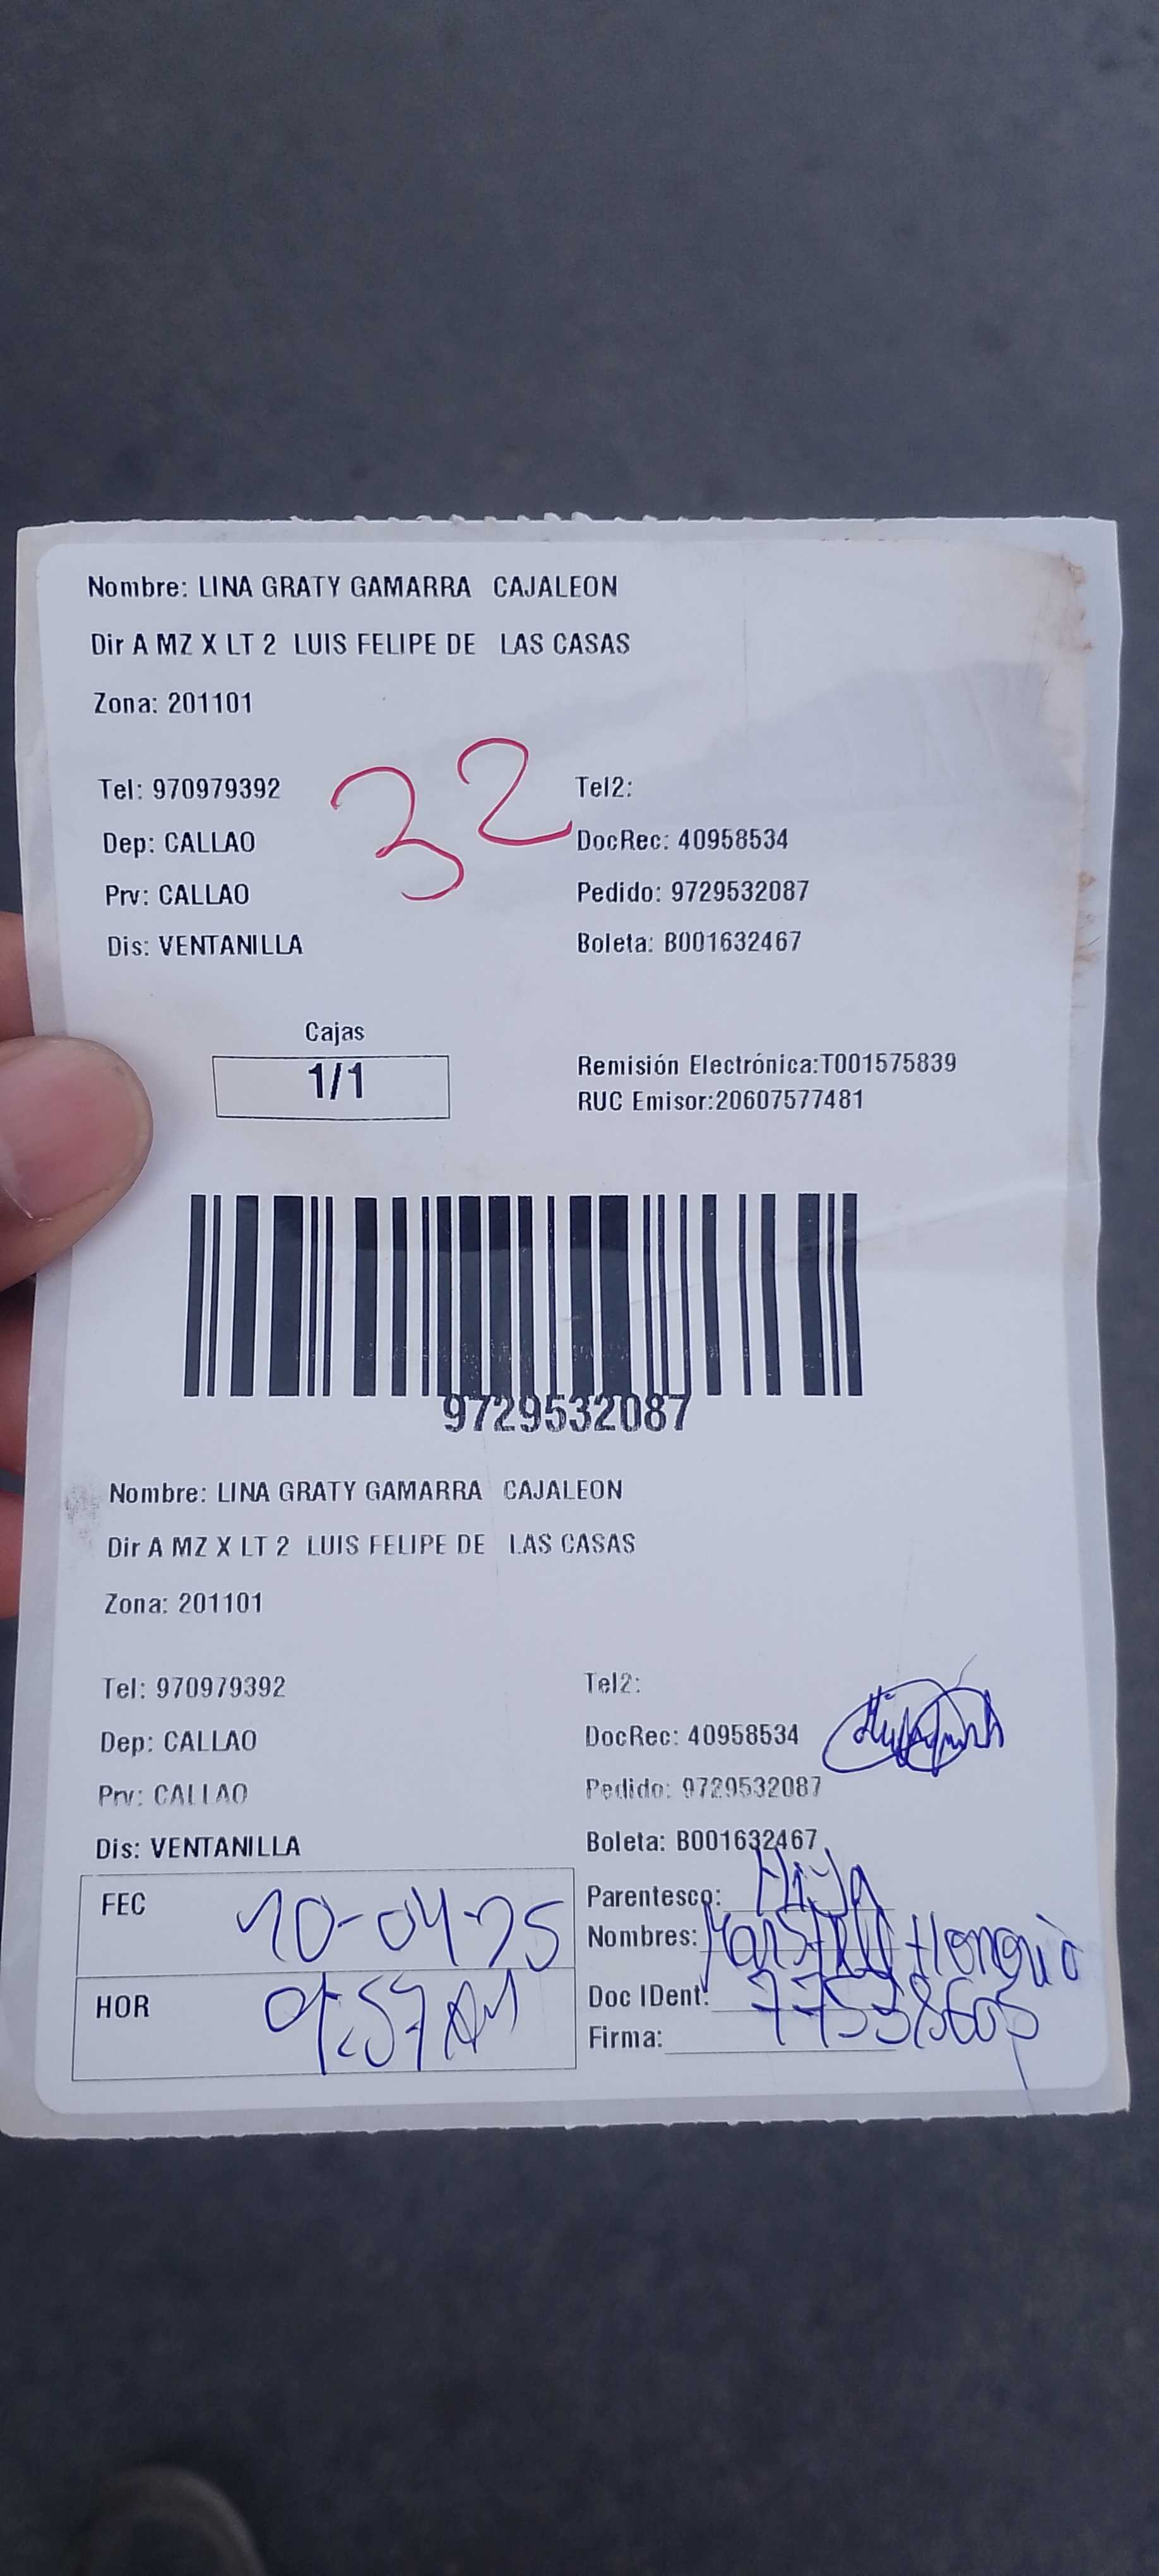 Nombre: LINA GRATY GAMARRA CAJALEON
Dir A MZ X LT 2 LUIS FELIPE DE LAS CASAS
Zona: 201101
32
Tel: 970979392 Tel2:
Dep: CALLAO DocRec: 40958534
Prv: CALLAO Pedido: 9729532087
Dis: VENTANILLA Boleta: B001632467
Cajas
1/1
Remisión Electrónica:T001575839
RUC Emisor:20607577481
9729532087
Nombre: LINA GRATY GAMARRA CAJALEON
Dir A MZ X LT 2 LUIS FELIPE DE LAS CASAS
Zona: 201101
Tel: 970979392 Tel2:
Dep: CALLAO DocRec: 40958534
Prv: CALLAO Pedido: 9729532087
Dis: VENTANILLA Boleta: B001632467
FEC 10-04-25
Parentesco: Hija
Nombres:
HOR
Doc IDent: 77538605
Firma: